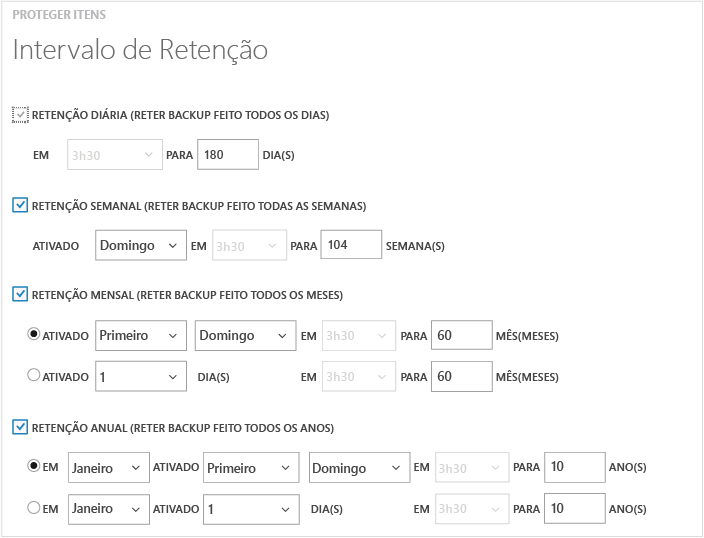 PROTEGER ITENS
Intervalo de Retenção
RETENÇÃO DIÁRIA (RETER BACKUP FEITO TODOS OS DIAS)
EM 3h30 PARA 180 DIA(S)
RETENÇÃO SEMANAL (RETER BACKUP FEITO TODAS AS SEMANAS)
ATIVADO Domingo EM 3h30 PARA 104 SEMANA(S)
RETENÇÃO MENSAL (RETER BACKUP FEITO TODOS OS MESES)
ATIVADO Primeiro Domingo EM 3h30 PARA 60 MÊS(MESES)
ATIVADO 1 DIA(S) EM 3h30 PARA 60 MÊS(MESES)
RETENÇÃO ANUAL (RETER BACKUP FEITO TODOS OS ANOS)
EM Janeiro ATIVADO Primeiro Domingo EM 3h30 PARA 10 ANO(S)
EM Janeiro ATIVADO 1 DIA(S) EM 3h30 PARA 10 ANO(S)